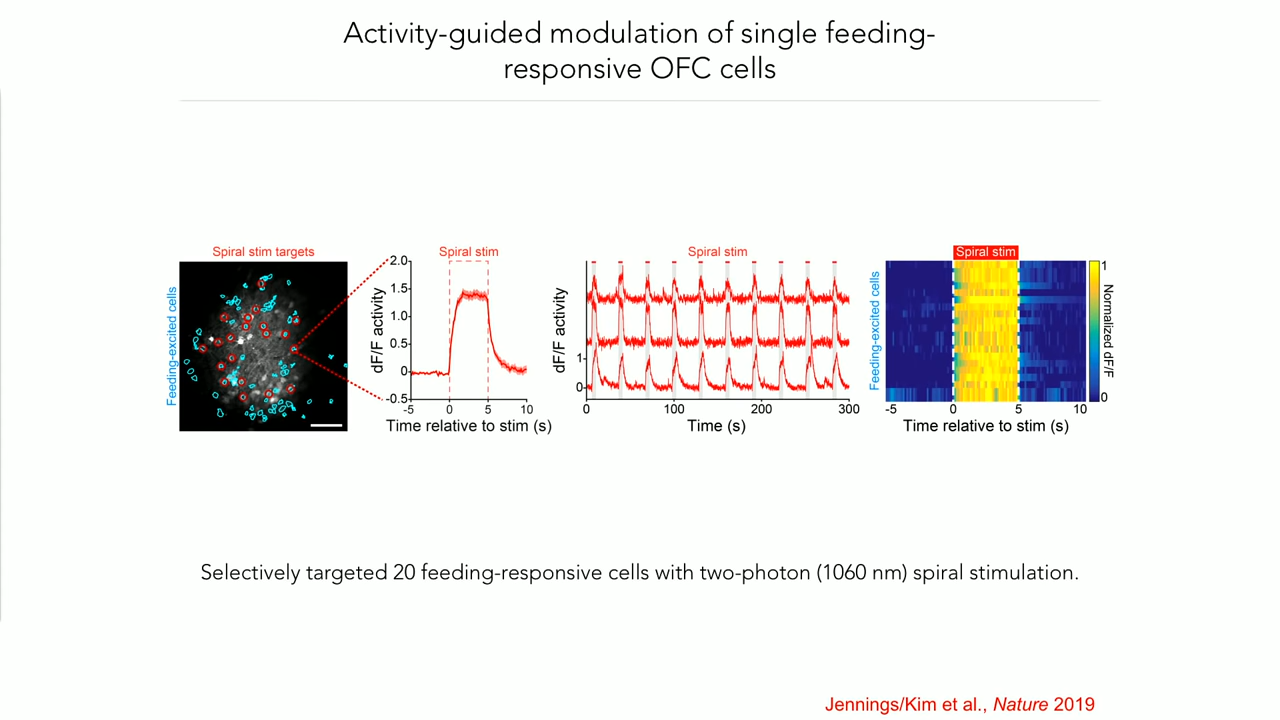 Activity-guided modulation of single feeding-
responsive OFC cells
Spiral stim targets
Feeding-excited cells
Spiral stim
dF/F activity
2.0
1.5
1.0
0.5
0
-0.5
-5 0 5 10
Time relative to stim (s)
Spiral stim
dF/F activity
1
0
0 100 200 300
Time (s)
Spiral stim
Feeding-excited cells
-5 0 5 10
Time relative to stim (s)
1
0
Normalized dF/F
Selectively targeted 20 feeding-responsive cells with two-photon (1060 nm) spiral stimulation.
Jennings/Kim et al., Nature 2019